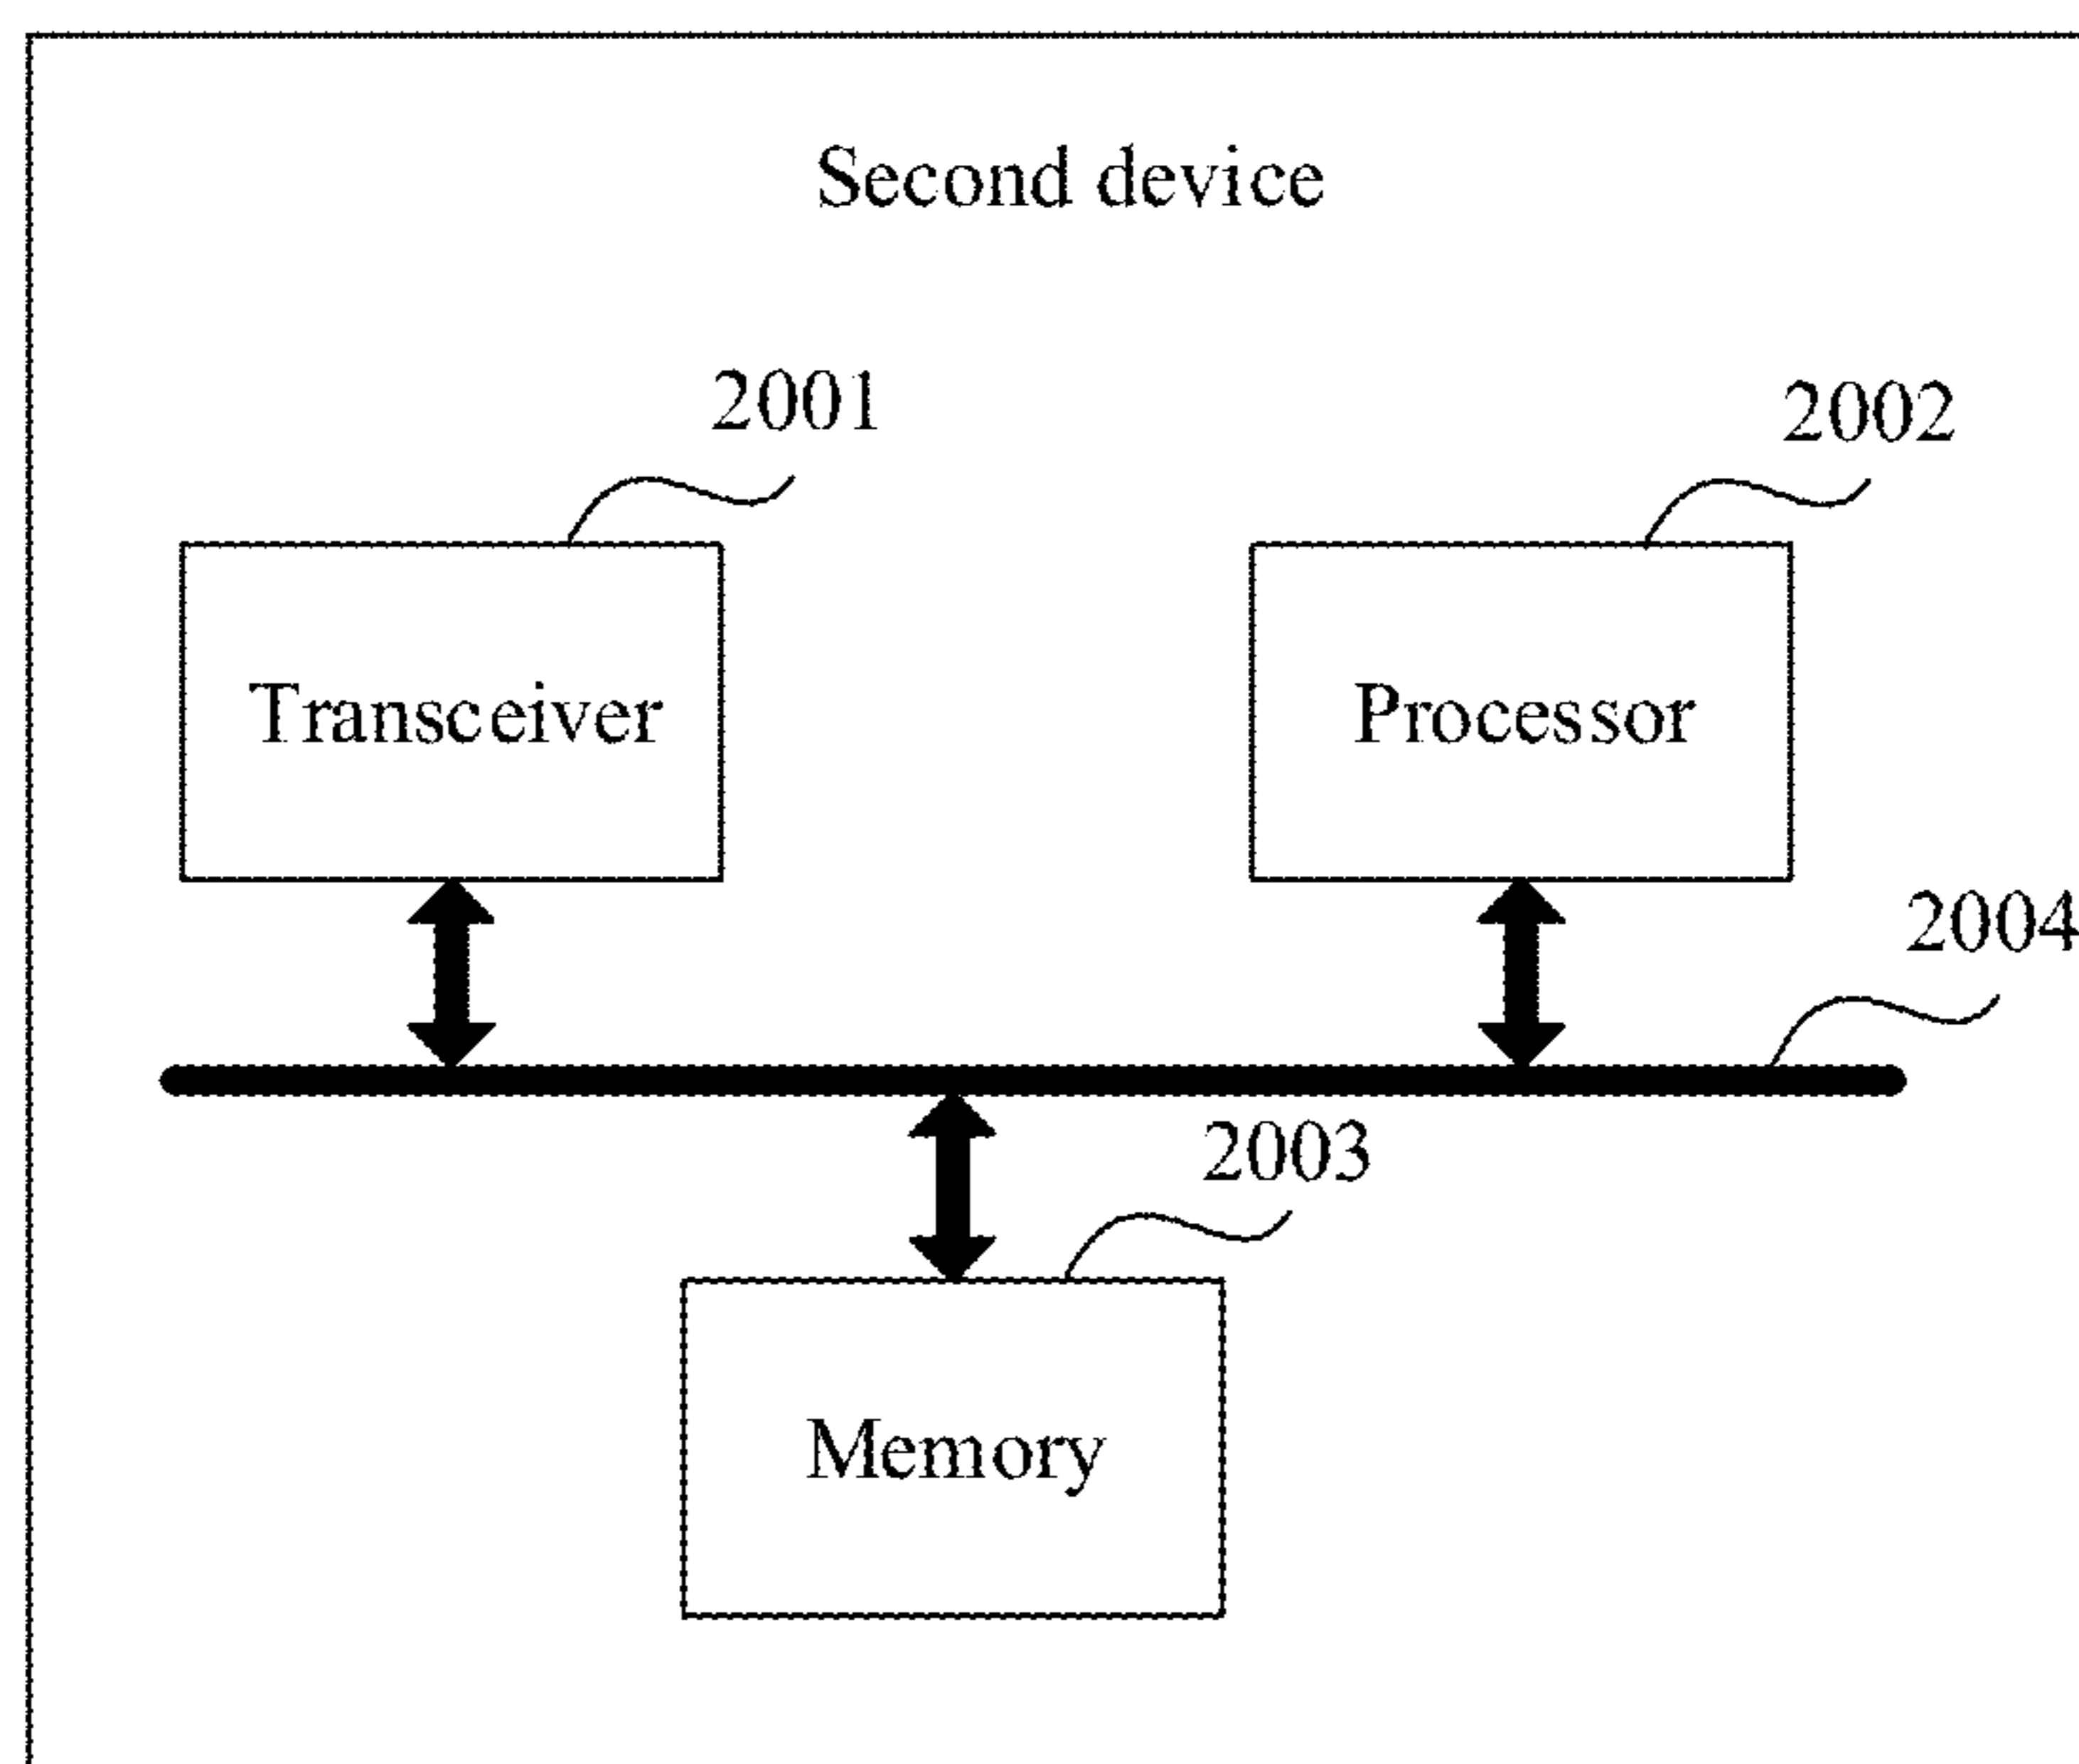 Second device
2001
2002
Transceiver
Processor
2004
2003
Memory